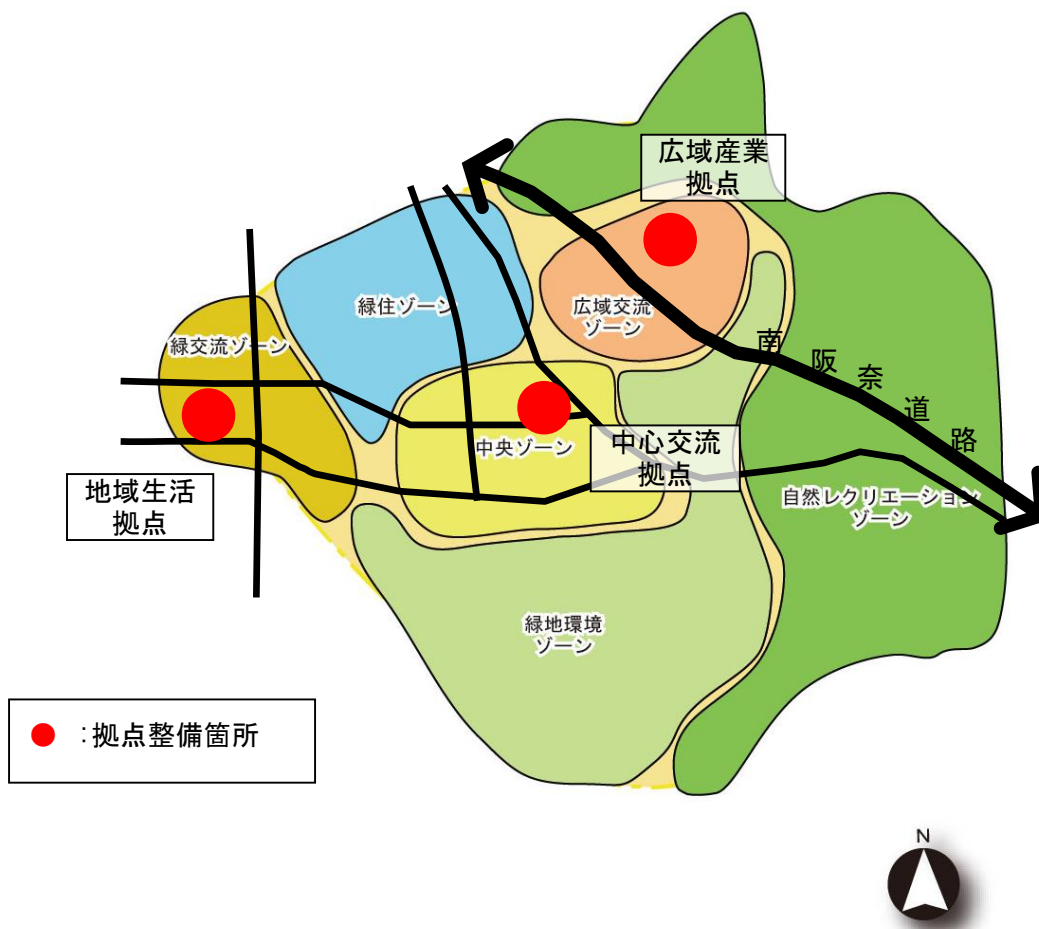 広域産業
拠点
緑住ゾーン
広域交流
ゾーン
緑交流ゾーン
南阪奈道路
中央ゾーン
中心交流
拠点
地域生活
拠点
自然レクリエーション
ゾーン
緑地環境
ゾーン
:拠点整備箇所
N